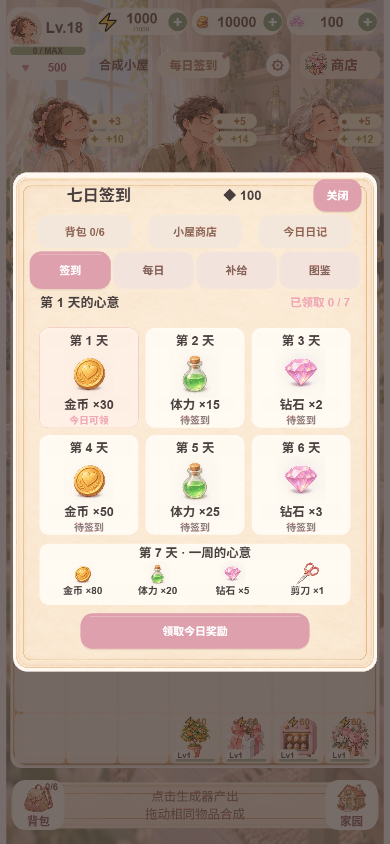 Lv.18
1000
/1000
10000
100
0 / MAX
500
合成小屋
每日签到
商店
+3
+10
+5
+14
+5
+12
七日签到
◆ 100
关闭
背包 0/6
小屋商店
今日日记
签到
每日
补给
图鉴
第 1 天的心意
已领取 0 / 7
第 1 天
第 2 天
第 3 天
金币 ×30
体力 ×15
钻石 ×2
今日可领
待签到
待签到
第 4 天
第 5 天
第 6 天
金币 ×50
体力 ×25
钻石 ×3
待签到
待签到
待签到
第 7 天 · 一周的心意
金币 ×80
体力 ×20
钻石 ×5
剪刀 ×1
领取今日奖励
Lv1
Lv1
Lv1
Lv1
0/6
背包
点击生成器产出
拖动相同物品合成
家园